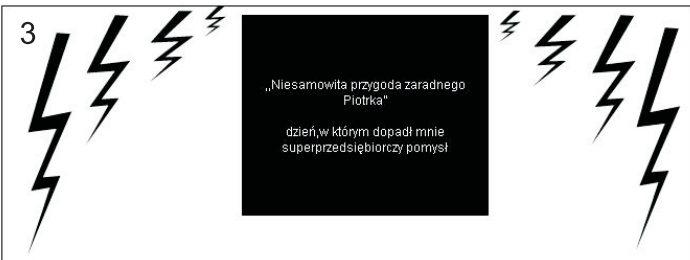 3
„Niesamowita przygoda zaradnego
Piotrka"
dzień,w którym dopadł mnie
superprzedsiębiorczy pomysł